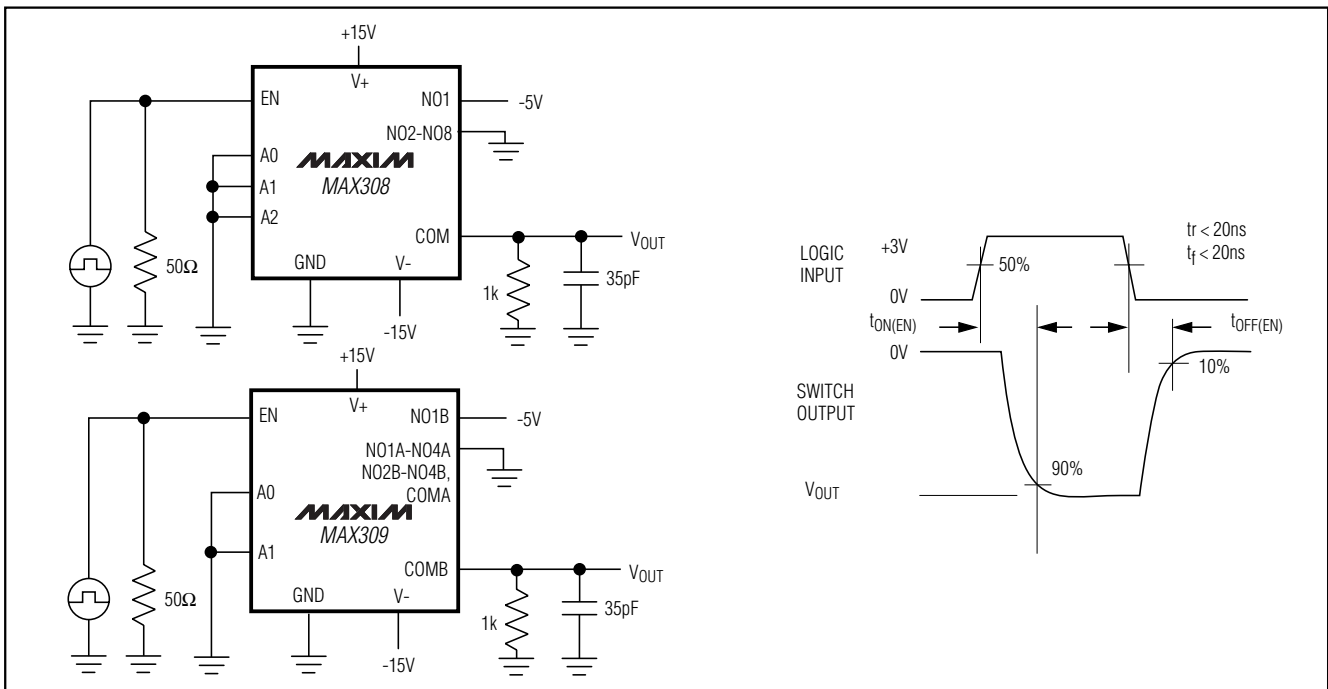 +15V
V+
EN
NO1
-5V
NO2-NO8
A0
MAXIM
MAX308
A1
A2
COM
VOUT
GND
V-
50Ω
1k
35pF
-15V
+15V
V+
EN
NO1B
-5V
NO1A-NO4A
NO2B-NO4B,
COMA
A0
MAXIM
MAX309
A1
COMB
VOUT
GND
V-
50Ω
1k
35pF
-15V
LOGIC
INPUT
+3V
50%
tr < 20ns
tf < 20ns
0V
tON(EN)
tOFF(EN)
0V
10%
SWITCH
OUTPUT
90%
VOUT